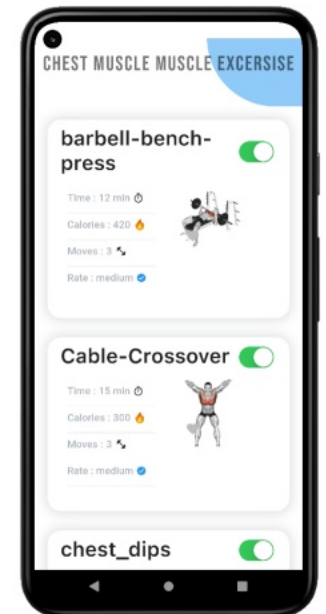 CHEST MUSCLE MUSCLE EXCERSISE
barbell-bench-
press
Time : 12 min
Calories : 420
Moves : 3
Rate : medium
Cable-Crossover
Time : 15 min
Calories : 300
Moves : 3
Rate : medium
chest_dips